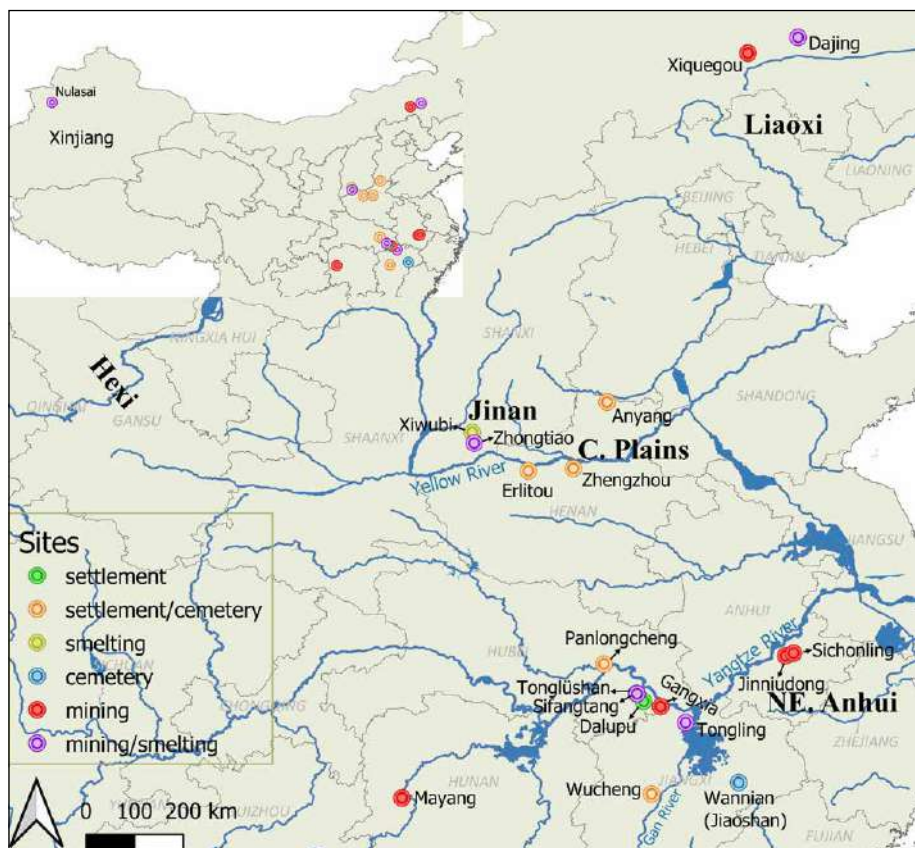 Nulasai
Xinjiang
Dajing
Xiquegou
Liaoxi
LIAONING
BEIJING
HEBEI
TIANJIN
NINGXIA HUI
SHANXI
Hexi
QINGHAI
GANSU
SHAANXI
SHANDONG
Jinan
Anyang
Xiwubi
Zhongtiao
C. Plains
Yellow River
Erlitou
Zhengzhou
HENAN
JIANGSU
Sites
settlement
settlement/cemetery
smelting
cemetery
mining
mining/smelting
SICHUAN
CHONGQING
HUBEI
ANHUI
Panlongcheng
Yangtze River
Sichonling
Jinniudong
NE. Anhui
Tonglüshan
Sifangtang
Dalupu
Gangxia
Tongling
ZHEJIANG
HUNAN
Mayang
Wucheng
JIANGXI
Gan River
Wannian
(Jiaoshan)
FUJIAN
YUNNAN
GUIZHOU
0 100 200 km